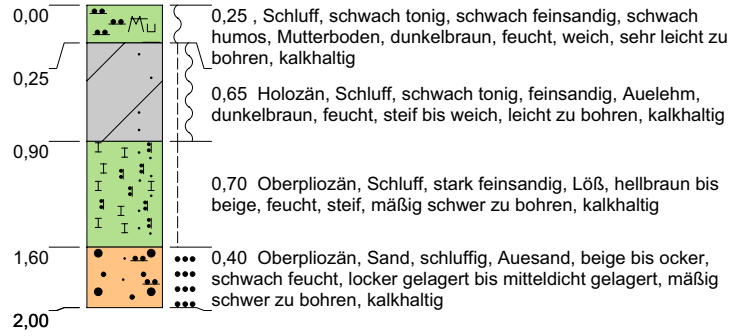 0,00
Mu
0,25 , Schluff, schwach tonig, schwach feinsandig, schwach
humos, Mutterboden, dunkelbraun, feucht, weich, sehr leicht zu
bohren, kalkhaltig
0,25
0,65 Holozän, Schluff, schwach tonig, feinsandig, Auelehm,
dunkelbraun, feucht, steif bis weich, leicht zu bohren, kalkhaltig
0,90
0,70 Oberpliozän, Schluff, stark feinsandig, Löß, hellbraun bis
beige, feucht, steif, mäßig schwer zu bohren, kalkhaltig
1,60
0,40 Oberpliozän, Sand, schluffig, Auesand, beige bis ocker,
schwach feucht, locker gelagert bis mitteldicht gelagert, mäßig
schwer zu bohren, kalkhaltig
2,00